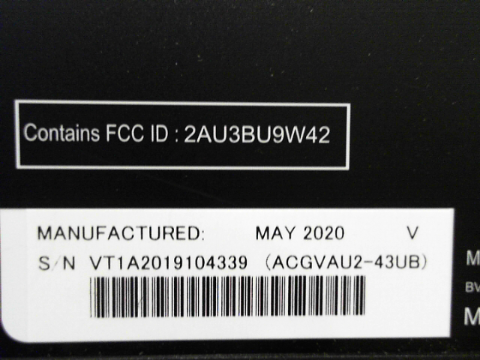 Contains FCC ID : 2AU3BU9W42
MANUFACTURED: MAY 2020 V
S/N VT1A2019104339 (ACGVAU2-43UB)